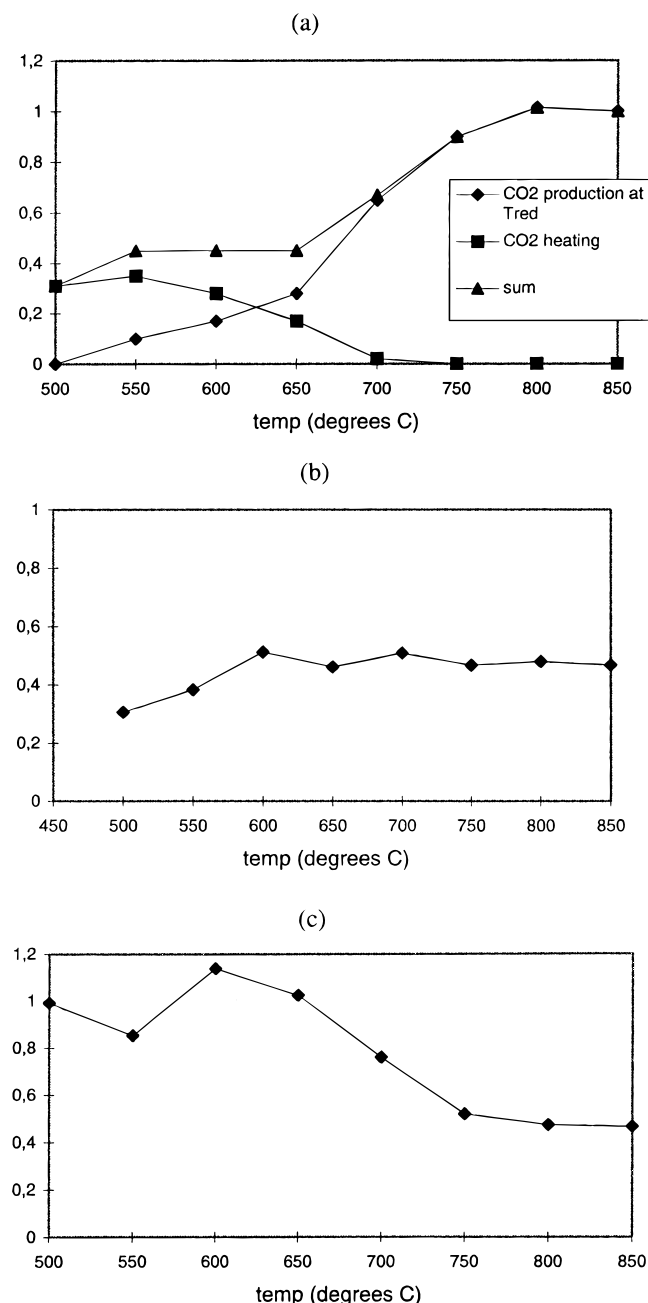 (a)
1,2
1
0,8
0,6
0,4
0,2
0
500 550 600 650 700 750 800 850
temp (degrees C)
CO2 production at
Tred
CO2 heating
sum
(b)
1
0,8
0,6
0,4
0,2
0
450 500 550 600 650 700 750 800 850
temp (degrees C)
(c)
1,2
1
0,8
0,6
0,4
0,2
0
500 550 600 650 700 750 800 850
temp (degrees C)